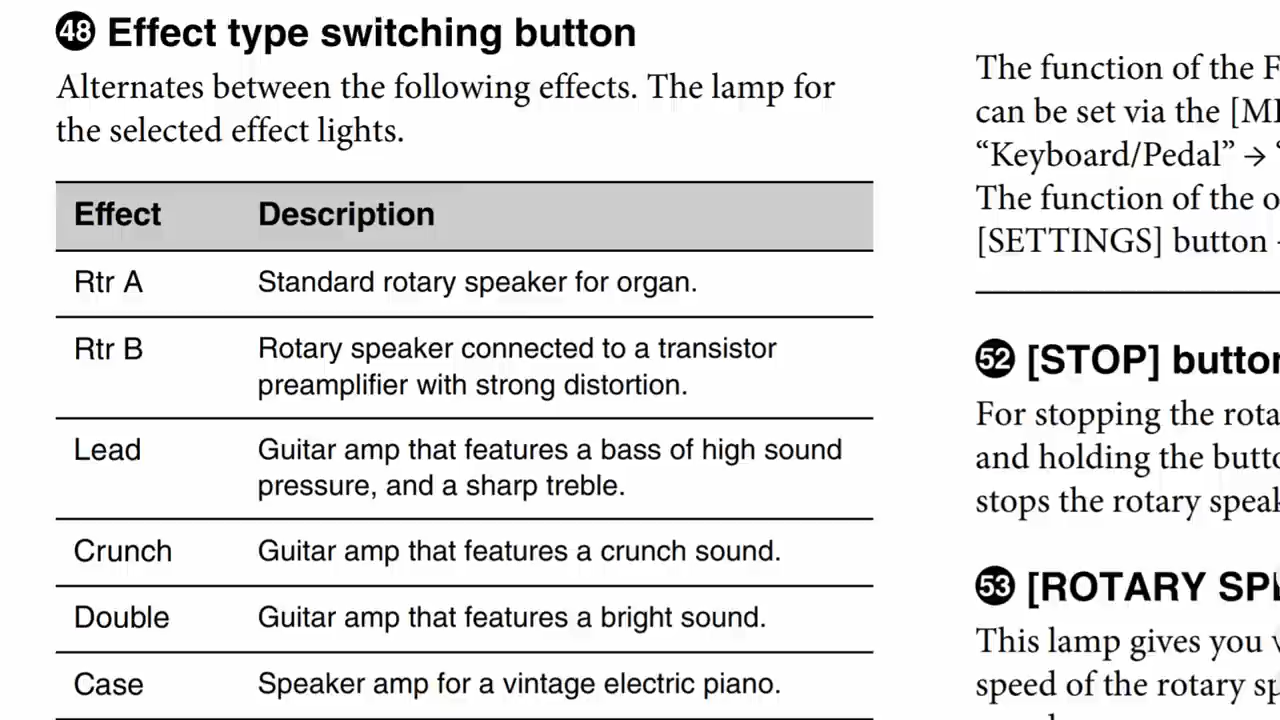 48 Effect type switching button
Alternates between the following effects. The lamp for
the selected effect lights.
Effect Description
Rtr A Standard rotary speaker for organ.
Rtr B Rotary speaker connected to a transistor
preamplifier with strong distortion.
Lead Guitar amp that features a bass of high sound
pressure, and a sharp treble.
Crunch Guitar amp that features a crunch sound.
Double Guitar amp that features a bright sound.
Case Speaker amp for a vintage electric piano.
The function of the
can be set via the
“Keyboard/Pedal” →
The function of the
[SETTINGS] button
52 [STOP] button
For stopping the
and holding the
stops the rotary
53 [ROTARY
This lamp gives you
speed of the rotary